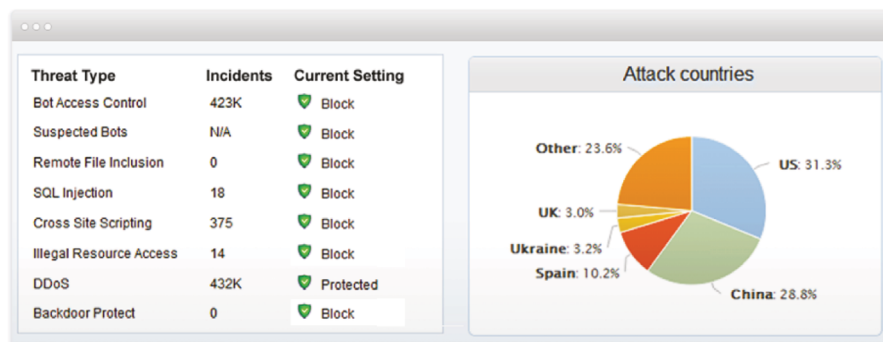 Threat Type Incidents Current Setting
Bot Access Control 423K Block
Suspected Bots N/A Block
Remote File Inclusion 0 Block
SQL Injection 18 Block
Cross Site Scripting 375 Block
Illegal Resource Access 14 Block
DDoS 432K Protected
Backdoor Protect 0 Block
Attack countries
Other: 23.6%
US: 31.3%
UK: 3.0%
Ukraine: 3.2%
Spain: 10.2%
China: 28.8%